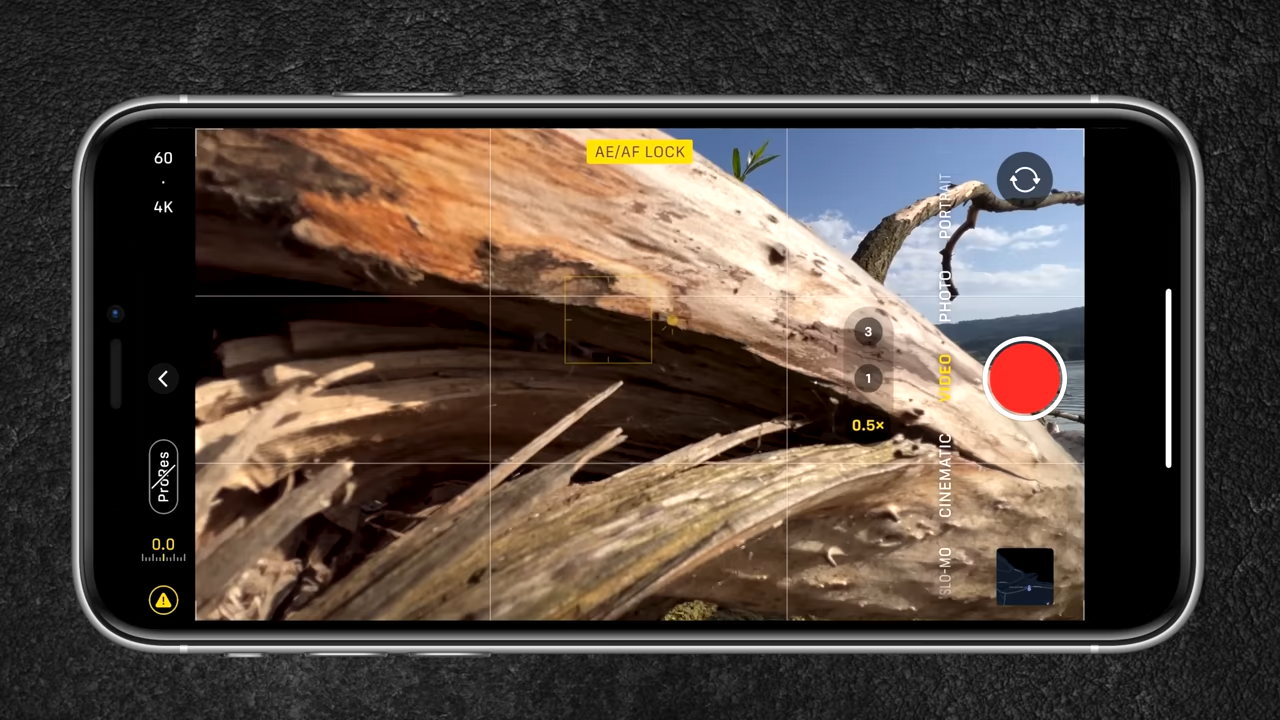 60
·
4K
AE/AF LOCK
3
1
0.5×
PORTRAIT
PHOTO
VIDEO
CINEMATIC
SLO-MO
ProRes
0.0